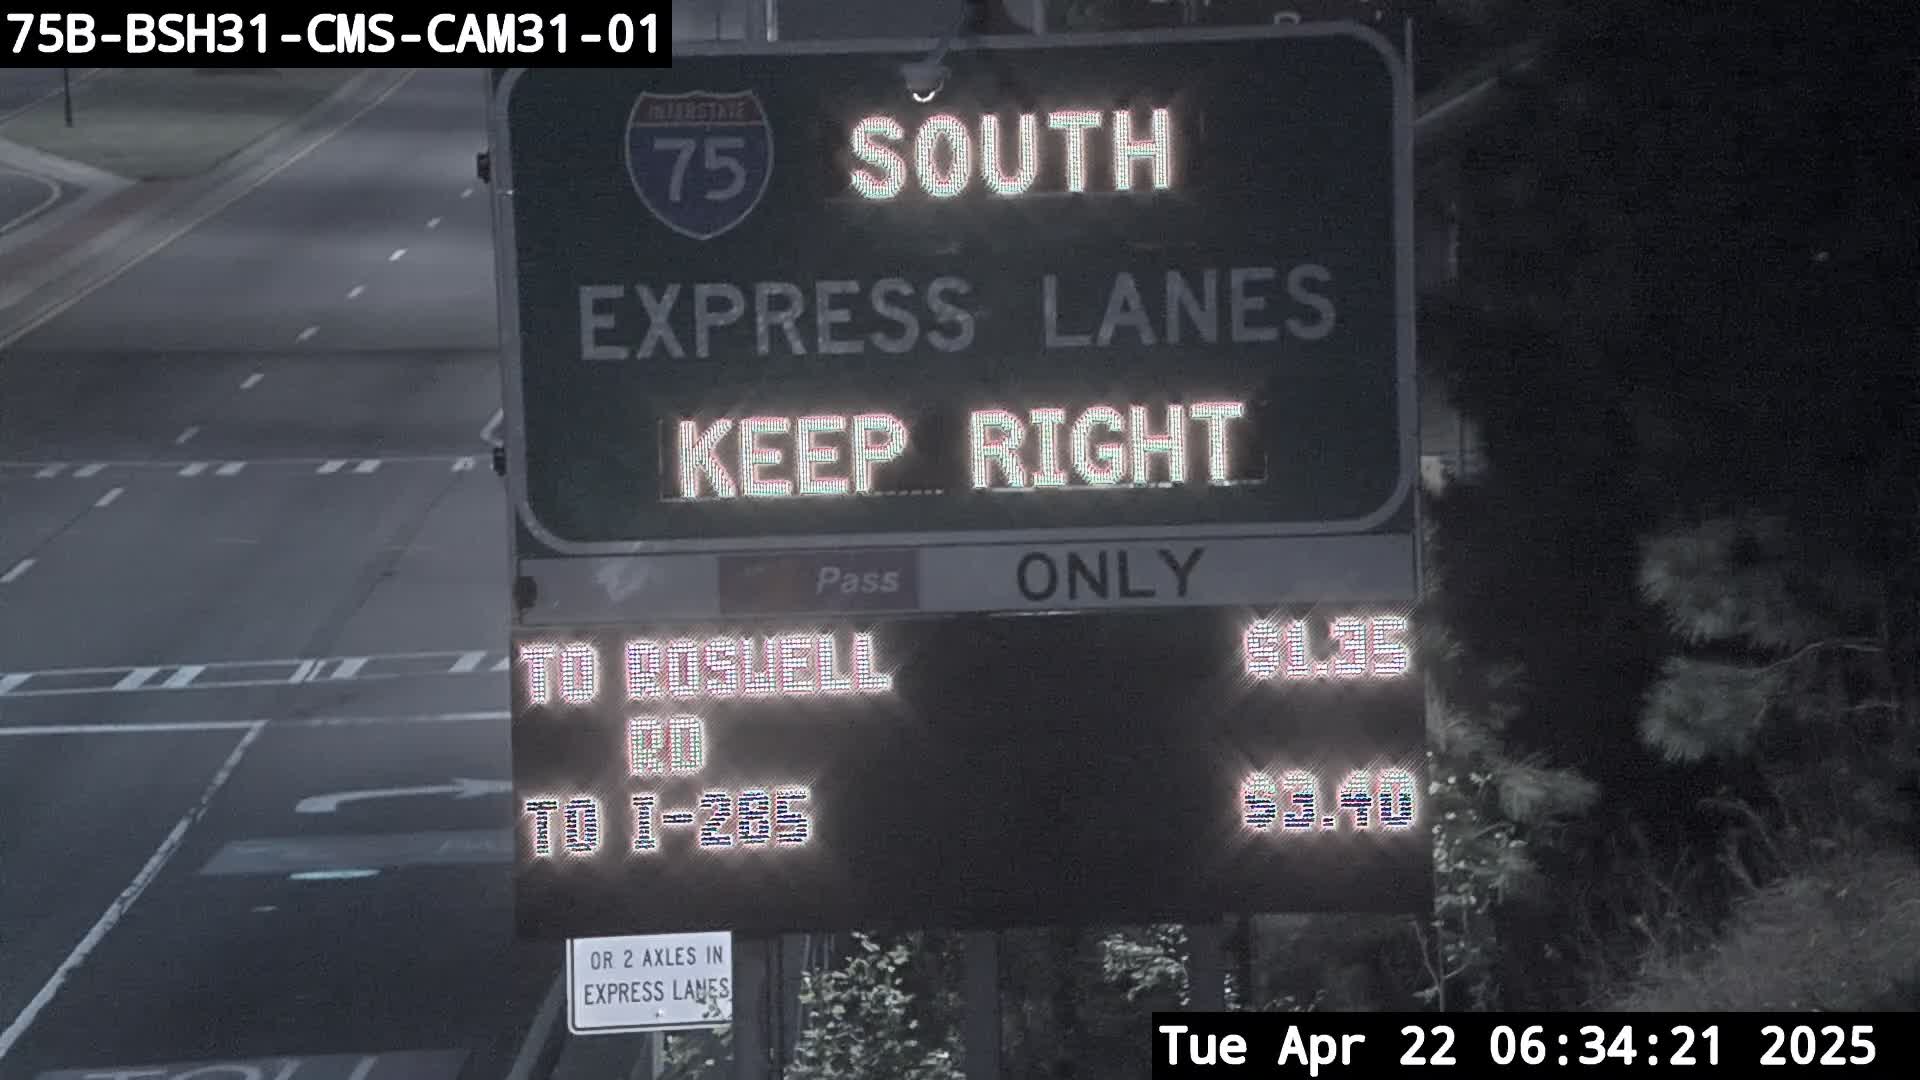 75B-BSH31-CMS-CAM31-01
INTERSTATE
75
SOUTH
EXPRESS LANES
KEEP RIGHT
Pass ONLY
TO ROSWELL $1.35
RD
TO I-285 $3.40
OR 2 AXLES IN
EXPRESS LANES
TOLL
Tue Apr 22 06:34:21 2025